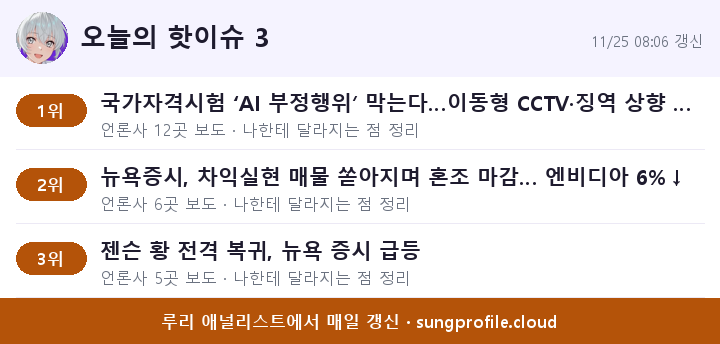 오늘의 핫이슈 3
11/25 08:06 갱신
1위
국가자격시험 ‘AI 부정행위’ 막는다…이동형 CCTV·징역 상향 …
언론사 12곳 보도 · 나한테 달라지는 점 정리
2위
뉴욕증시, 차익실현 매물 쏟아지며 혼조 마감… 엔비디아 6%↓
언론사 6곳 보도 · 나한테 달라지는 점 정리
3위
젠슨 황 전격 복귀, 뉴욕 증시 급등
언론사 5곳 보도 · 나한테 달라지는 점 정리
루리 애널리스트에서 매일 갱신 · sungprofile.cloud